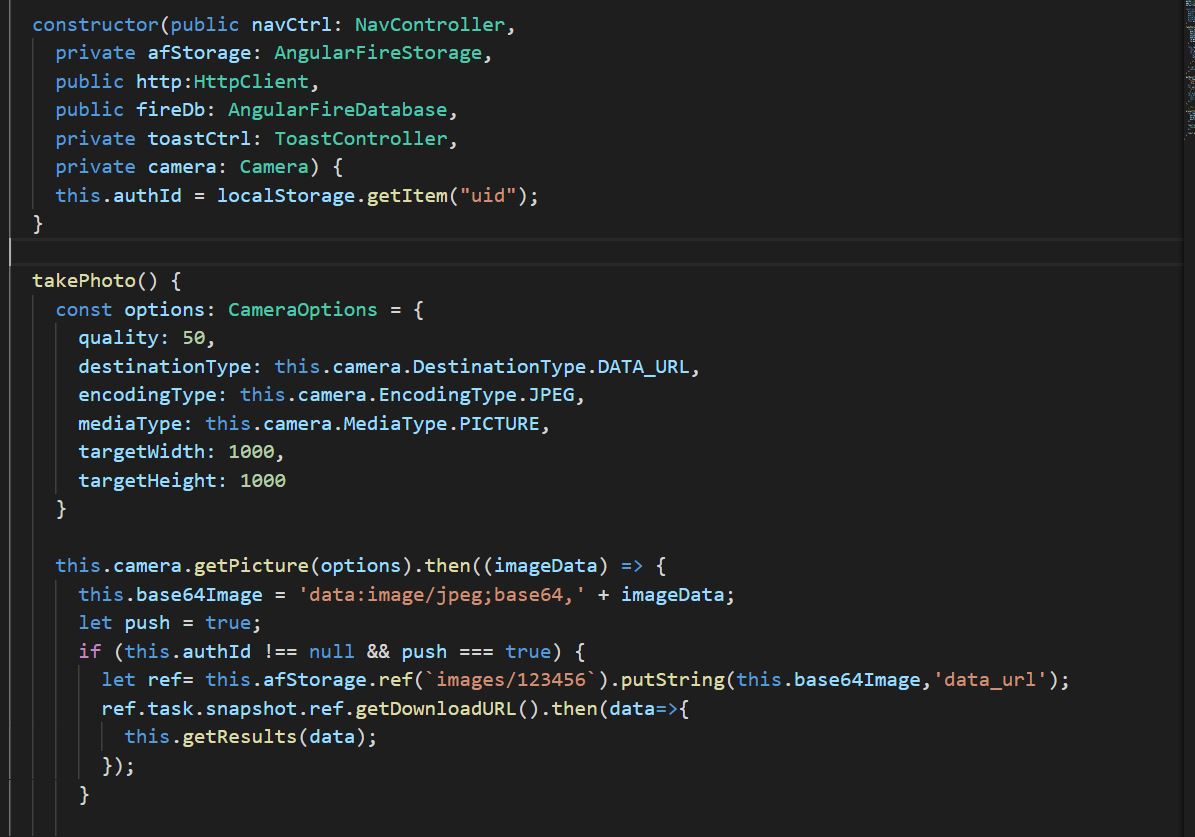 constructor(public navCtrl: NavController,
  private afStorage: AngularFireStorage,
  public http:HttpClient,
  public fireDb: AngularFireDatabase,
  private toastCtrl: ToastController,
  private camera: Camera) {
  this.authId = localStorage.getItem("uid");
}

takePhoto() {
  const options: CameraOptions = {
    quality: 50,
    destinationType: this.camera.DestinationType.DATA_URL,
    encodingType: this.camera.EncodingType.JPEG,
    mediaType: this.camera.MediaType.PICTURE,
    targetWidth: 1000,
    targetHeight: 1000
  }

  this.camera.getPicture(options).then((imageData) => {
    this.base64Image = 'data:image/jpeg;base64,' + imageData;
    let push = true;
    if (this.authId !== null && push === true) {
      let ref= this.afStorage.ref(`images/123456`).putString(this.base64Image,'data_url');
      ref.task.snapshot.ref.getDownloadURL().then(data=>{
        this.getResults(data);
      });
    }